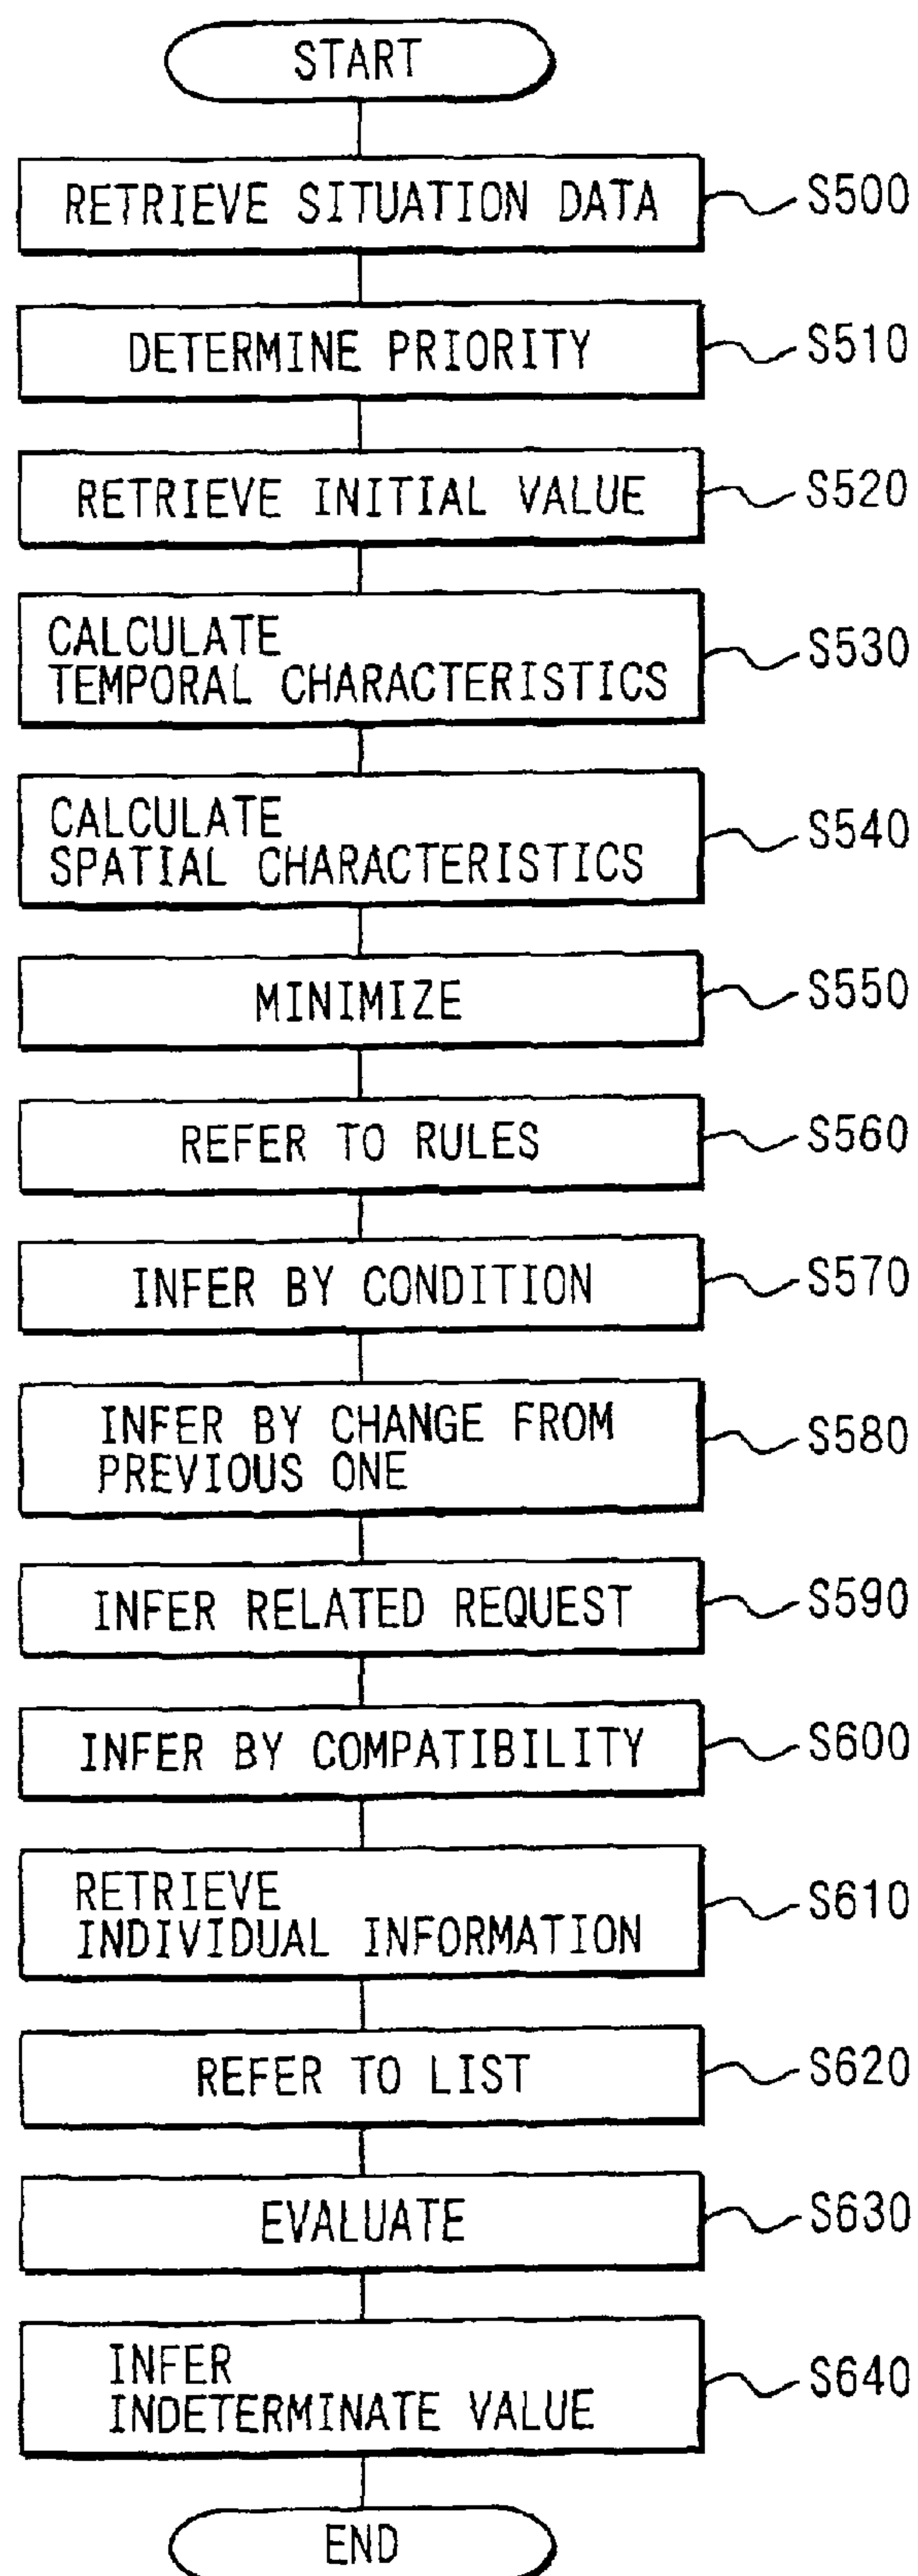 START
RETRIEVE SITUATION DATA S500
DETERMINE PRIORITY S510
RETRIEVE INITIAL VALUE S520
CALCULATE
TEMPORAL CHARACTERISTICS S530
CALCULATE
SPATIAL CHARACTERISTICS S540
MINIMIZE S550
REFER TO RULES S560
INFER BY CONDITION S570
INFER BY CHANGE FROM
PREVIOUS ONE S580
INFER RELATED REQUEST S590
INFER BY COMPATIBILITY S600
RETRIEVE
INDIVIDUAL INFORMATION S610
REFER TO LIST S620
EVALUATE S630
INFER
INDETERMINATE VALUE S640
END